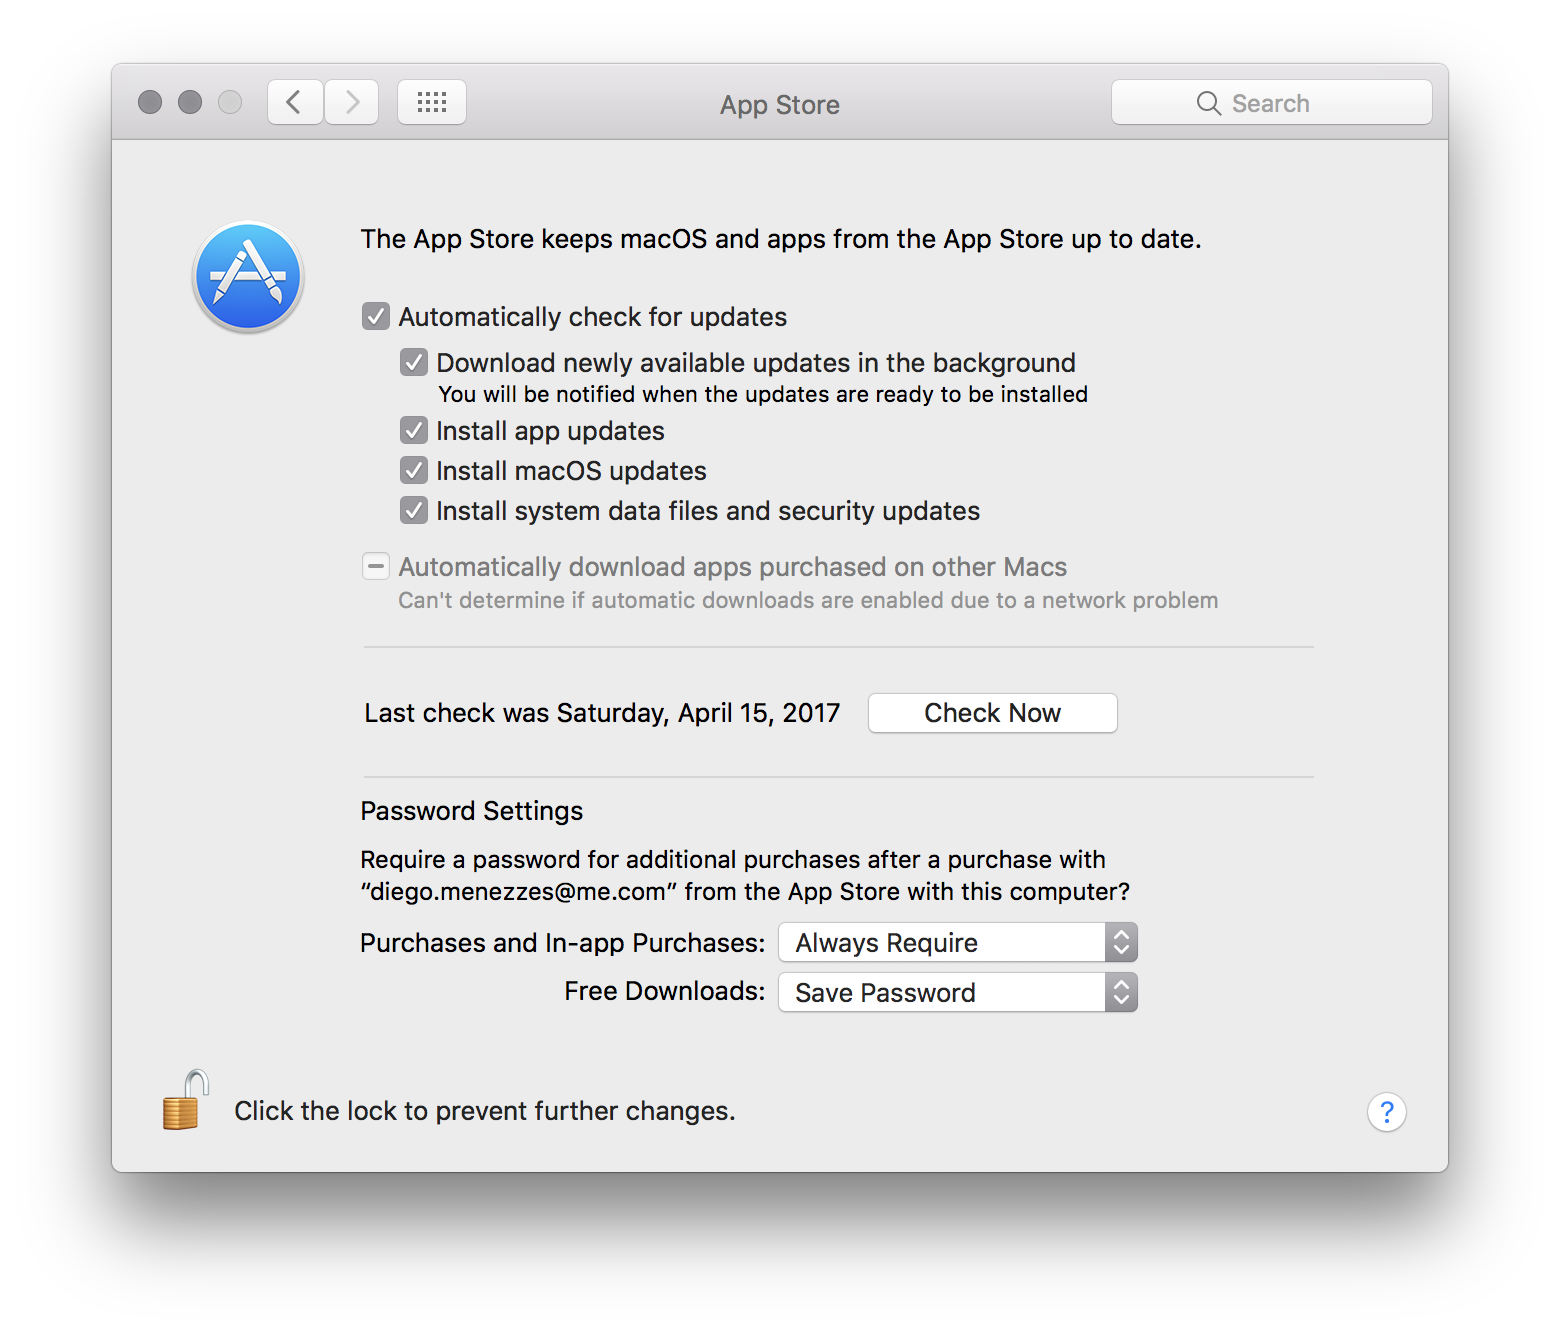 App Store
Search
The App Store keeps macOS and apps from the App Store up to date.
Automatically check for updates
Download newly available updates in the background
You will be notified when the updates are ready to be installed
Install app updates
Install macOS updates
Install system data files and security updates
Automatically download apps purchased on other Macs
Can't determine if automatic downloads are enabled due to a network problem
Last check was Saturday, April 15, 2017 Check Now
Password Settings
Require a password for additional purchases after a purchase with
“diego.menezzes@me.com” from the App Store with this computer?
Purchases and In-app Purchases: Always Require
Free Downloads: Save Password
Click the lock to prevent further changes.
?